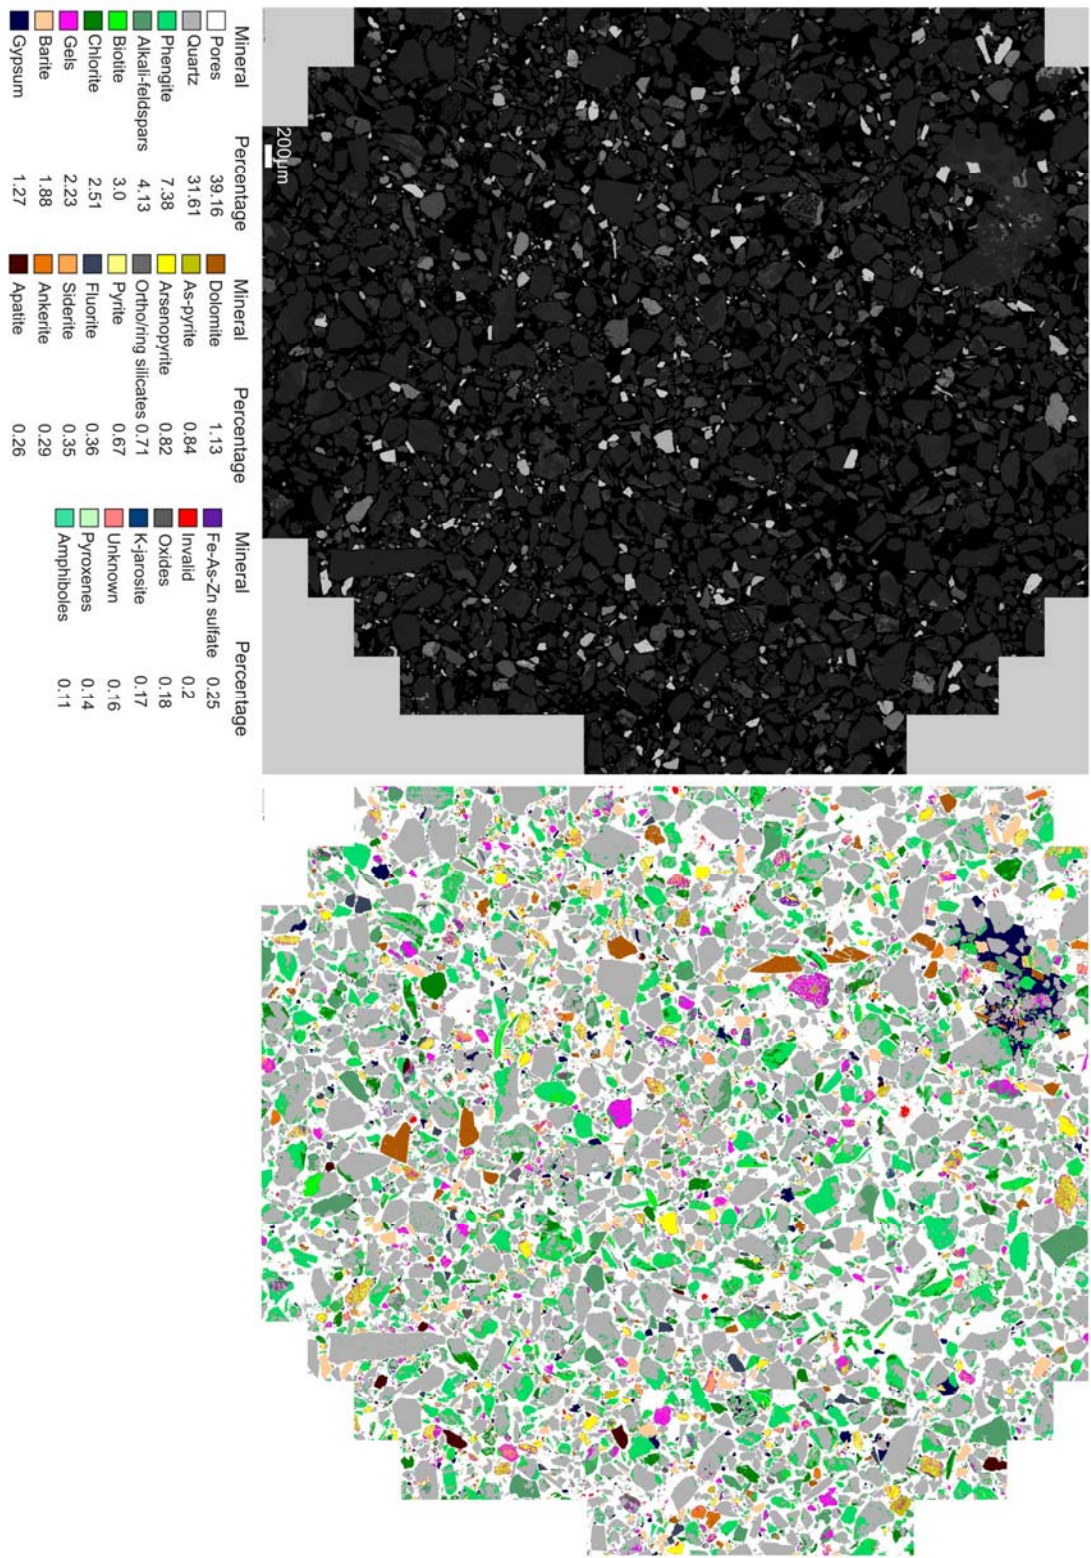 200µm
Mineral Percentage Mineral Percentage Mineral Percentage
Pores 39.16 Dolomite 1.13 Fe-As-Zn sulfate 0.25
Quartz 31.61 As-pyrite 0.84 Invalid 0.2
Phengite 7.38 Arsenopyrite 0.82 Oxides 0.18
Alkali-feldspars 4.13 Ortho/ring silicates 0.71 K-jarosite 0.17
Biotite 3.0 Pyrite 0.67 Unknown 0.16
Chlorite 2.51 Fluorite 0.36 Pyroxenes 0.14
Gels 2.23 Siderite 0.35 Amphiboles 0.11
Barite 1.88 Ankerite 0.29
Gypsum 1.27 Apatite 0.26